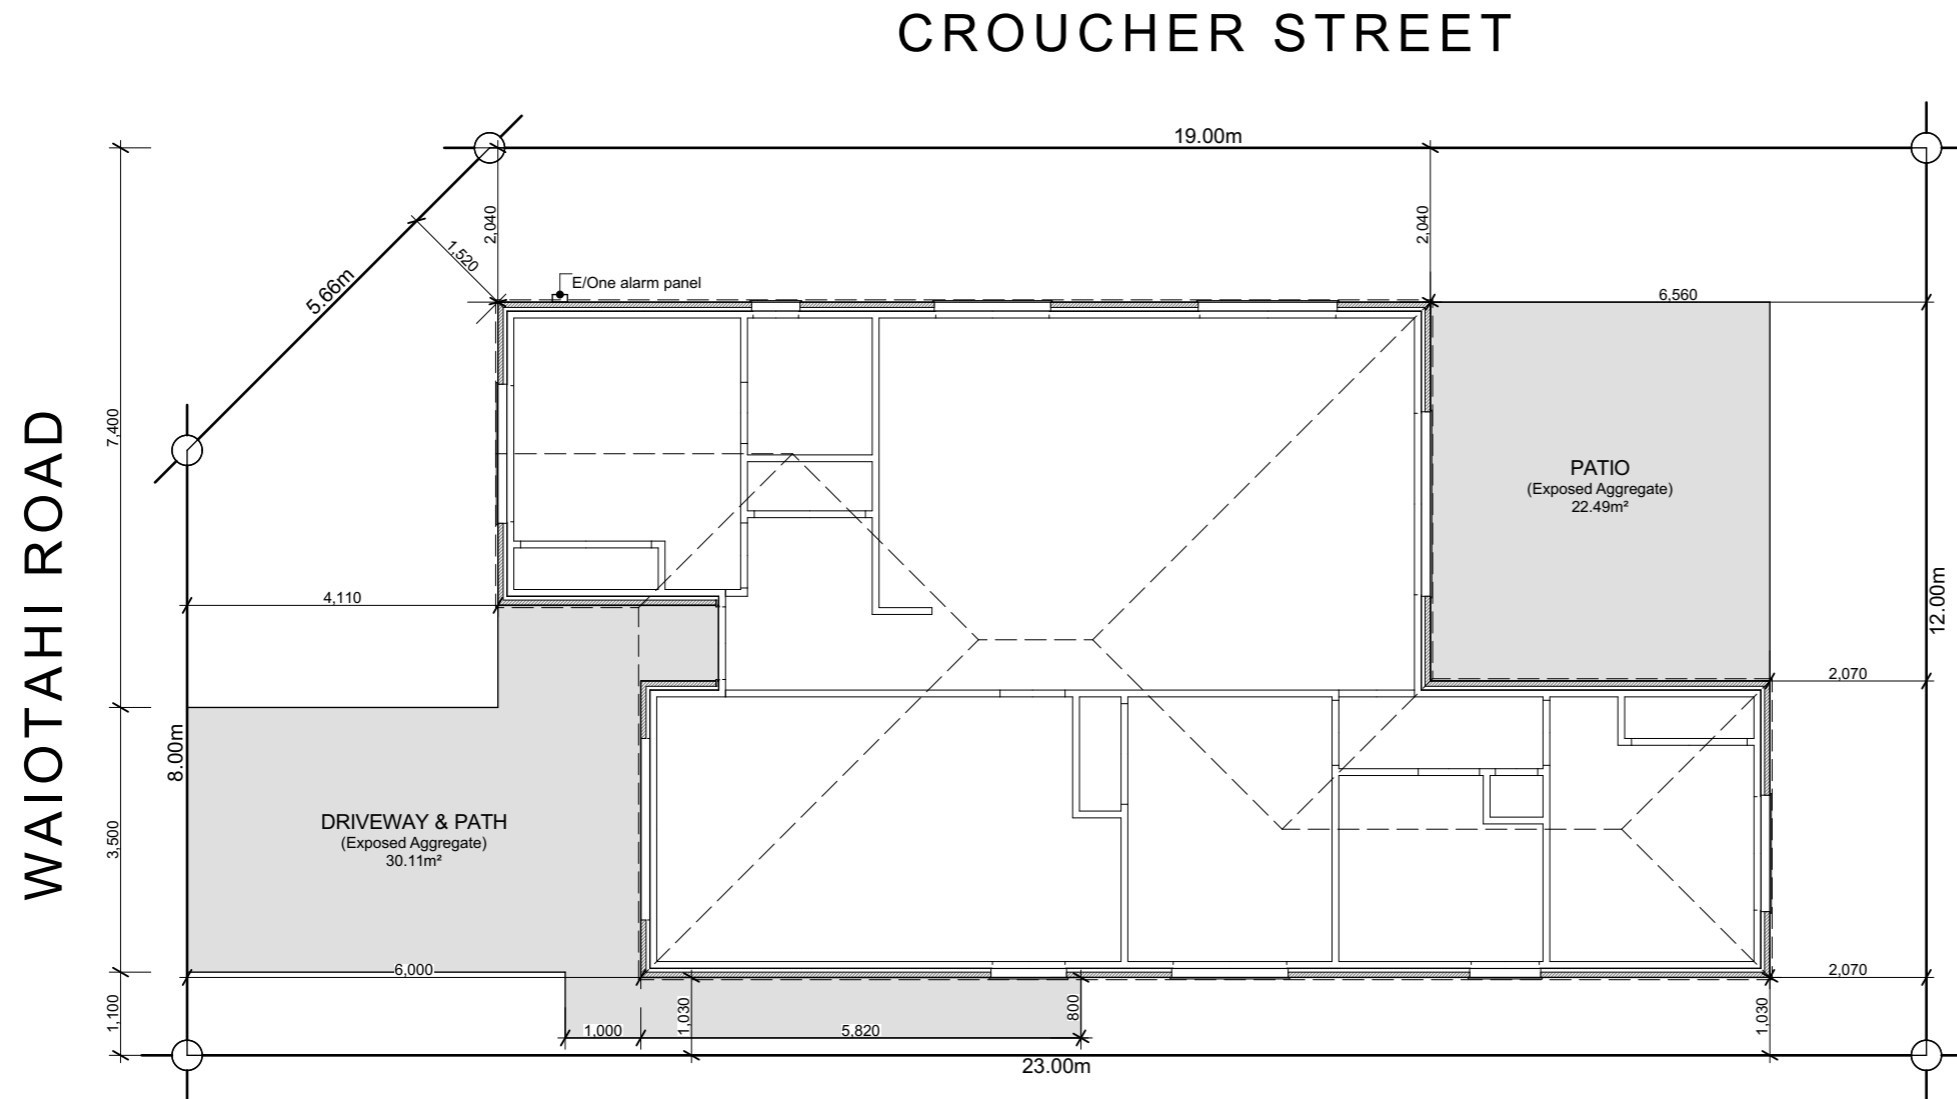 CROUCHER STREET
19.00m
2,040
2,040
1,520
5.66m
E/One alarm panel
6,560
7,400
WAIOTAHI ROAD
PATIO
(Exposed Aggregate)
22.49m²
4,110
12.00m
2,070
8.00m
DRIVEWAY & PATH
(Exposed Aggregate)
30.11m²
3,500
6,000
2,070
1,100
1,030
800
1,030
1,000
5,820
23.00m